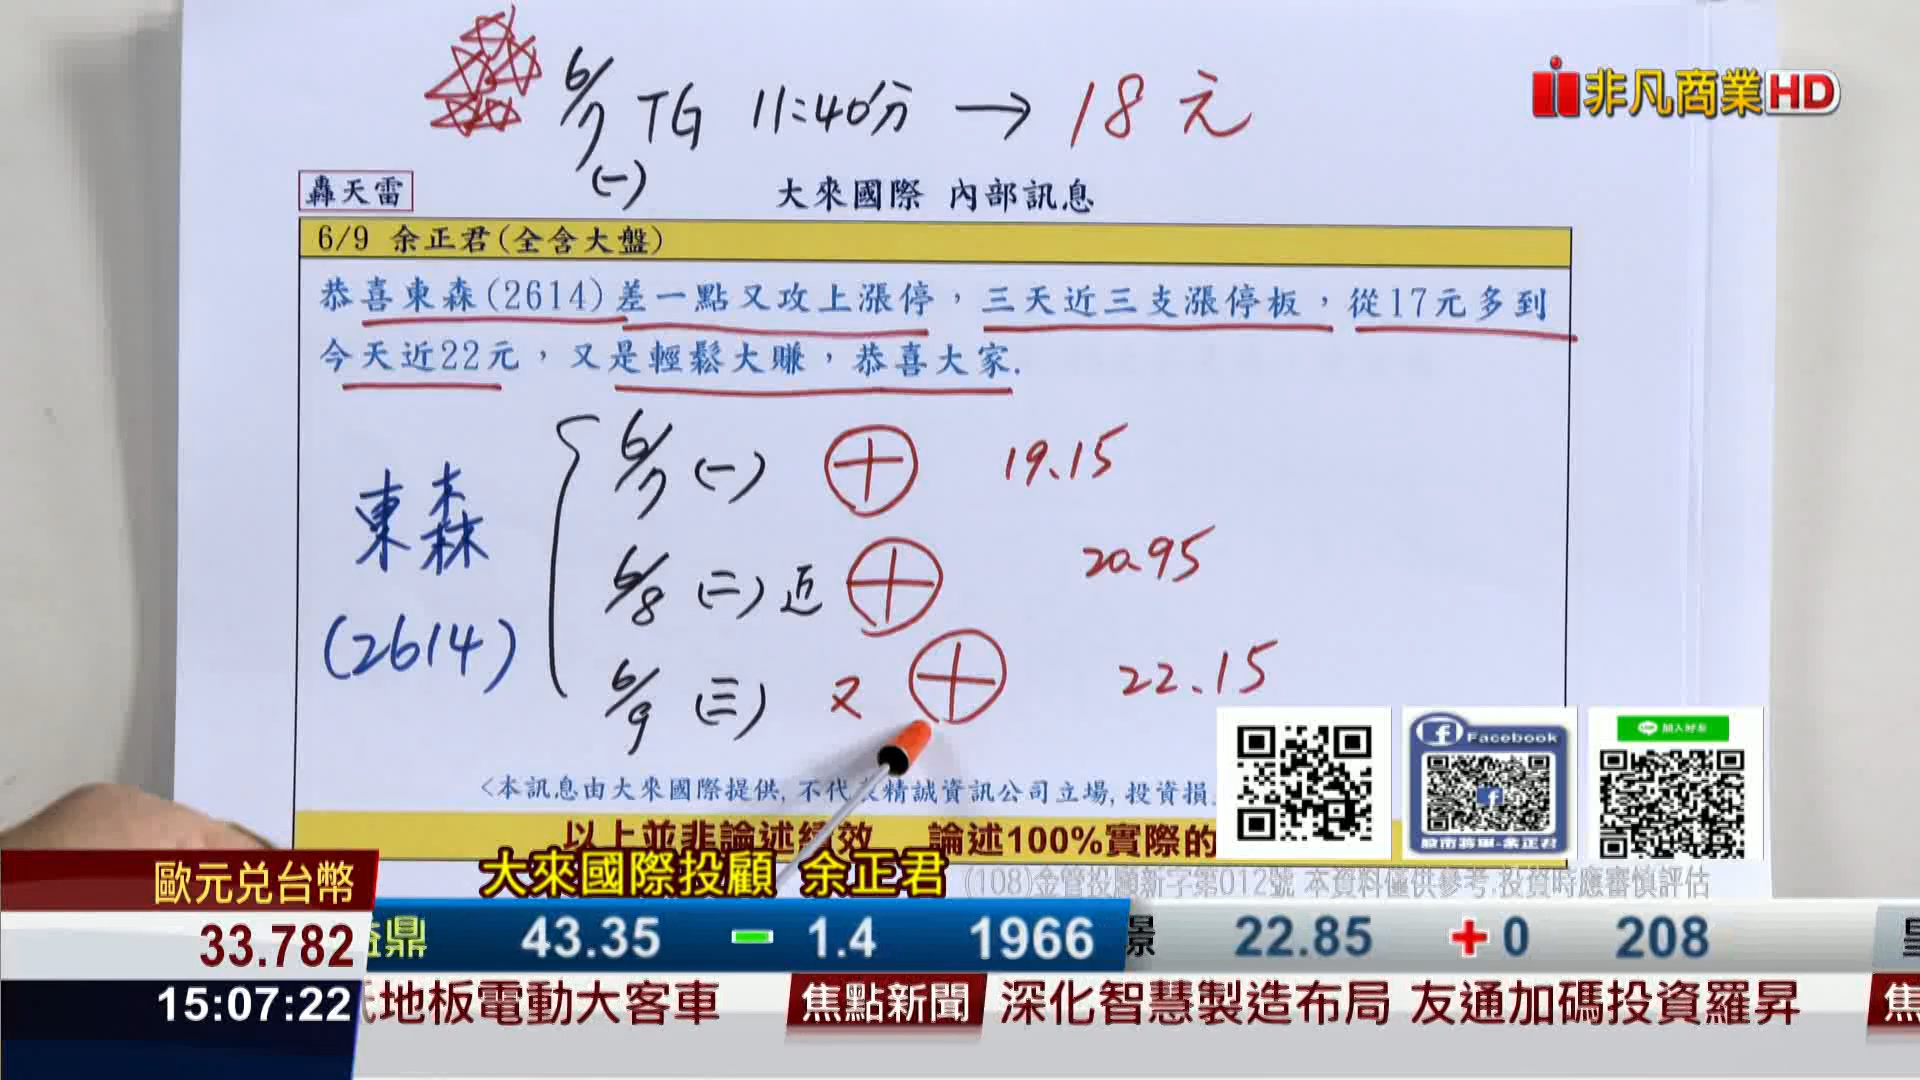 6/7 TG 11:40分 → 18元
(一)
非凡商業HD
轟天雷
大來國際 內部訊息
6/9 余正君(全含大盤)
恭喜東森(2614)差一點又攻上漲停，三天近三支漲停板，從17元多到
今天近22元，又是輕鬆大賺，恭喜大家.
東森
(2614)
6/7 (一) ⊕ 19.15
6/8 (二) 近 ⊕ 20.95
6/9 (三) 又 ⊕ 22.15
Facebook
加入好友
股市將軍-余正君
<本訊息由大來國際提供,不代表精誠資訊公司立場,投資損
以上並非論述績效 論述100%實際的
大來國際投顧 余正君
(108)金管投顧新字第012號 本資料僅供參考,投資時應審慎評估
歐元兌台幣
33.782
15:07:22
鼎 43.35 － 1.4 1966
景 22.85 +0 208
地板電動大客車
焦點新聞
深化智慧製造布局 友通加碼投資羅昇
焦